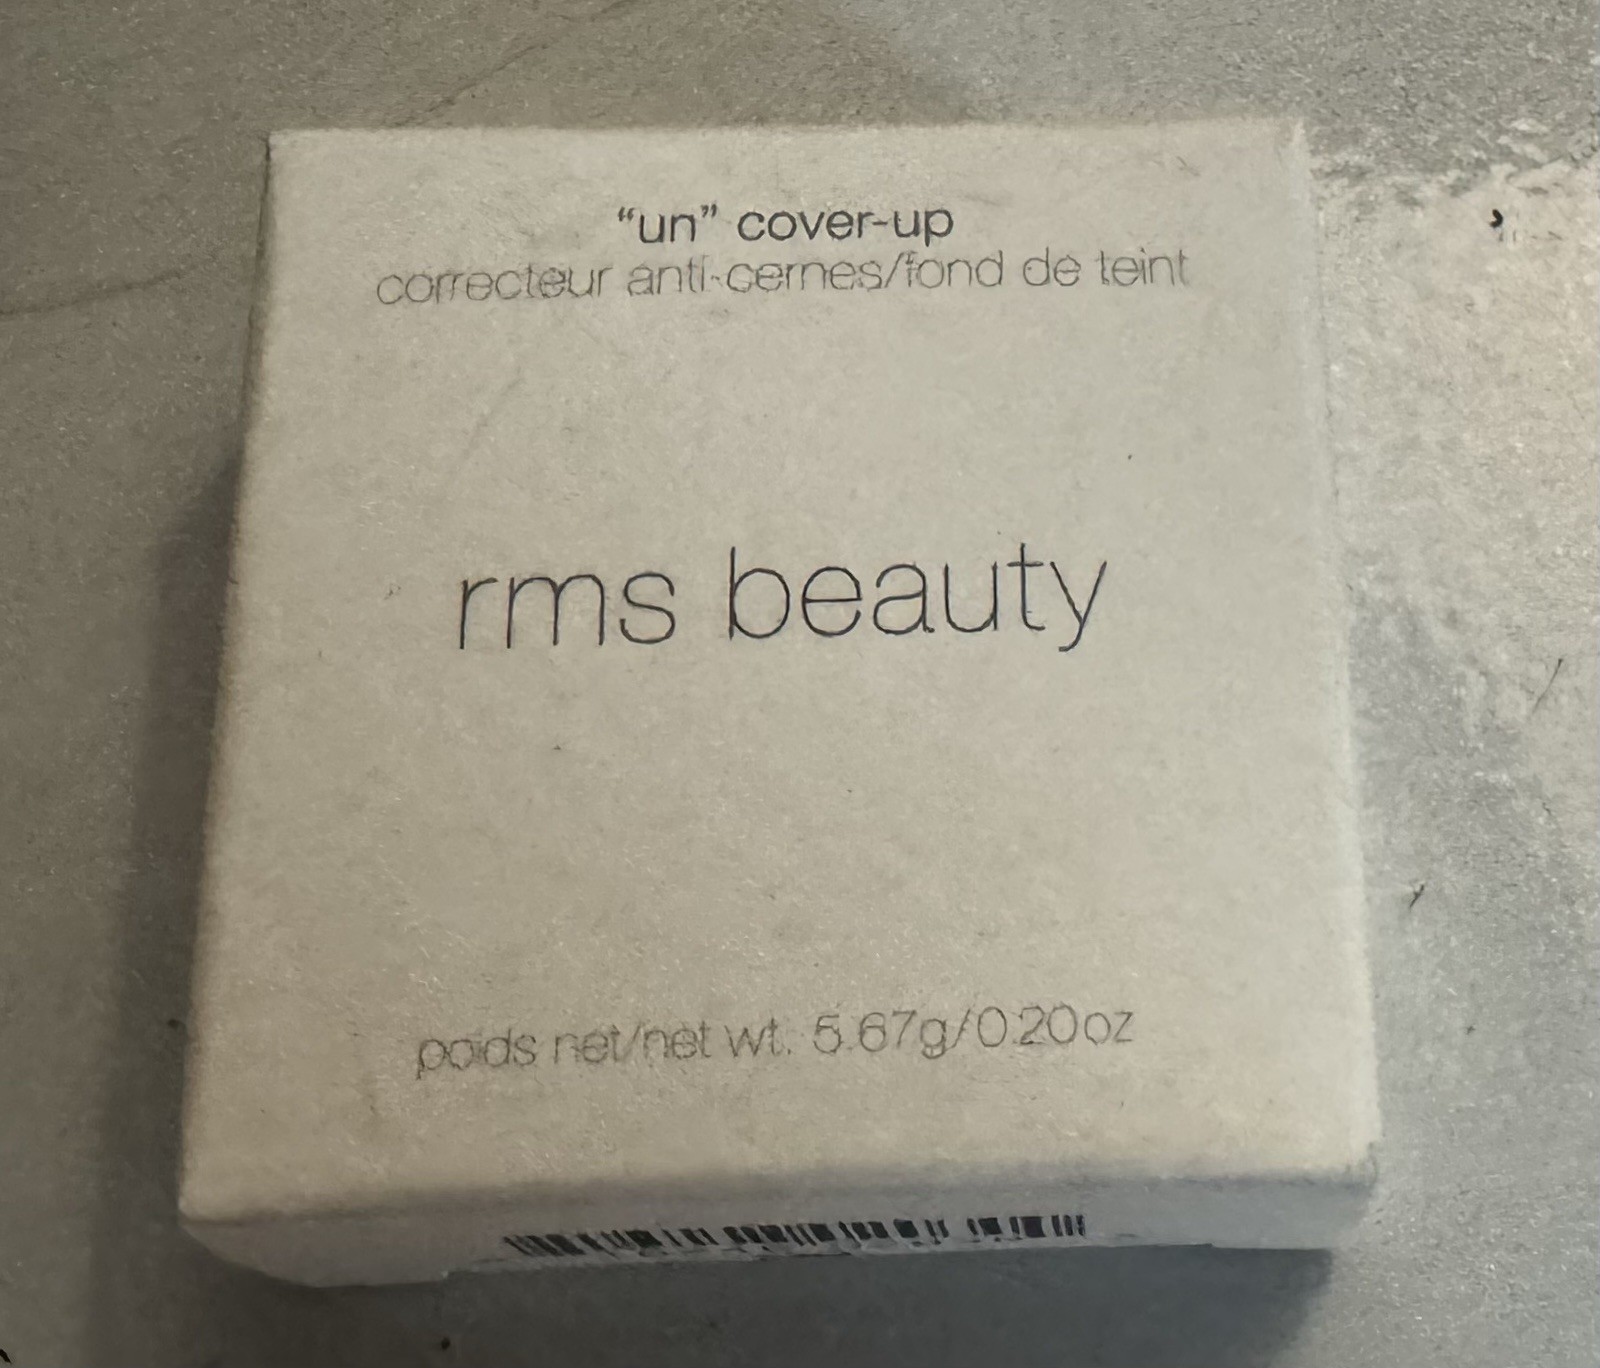 “un” cover-up
correcteur anti-cernes/fond de teint
rms beauty
poids net/net wt. 5.67g/0.20oz